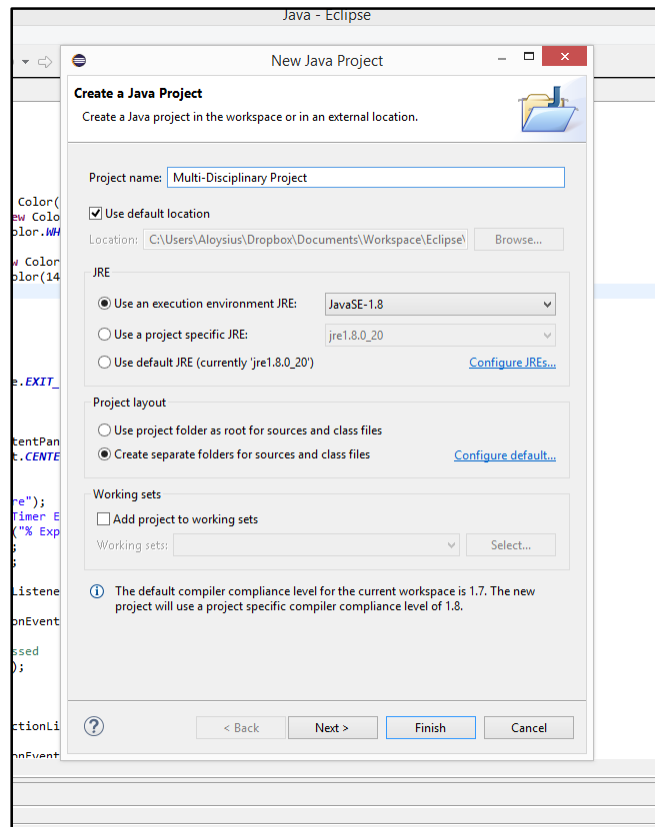 Java - Eclipse
New Java Project
Create a Java Project
Create a Java project in the workspace or in an external location.
Project name: Multi-Disciplinary Project
Use default location
Location: C:\Users\Aloysius\Dropbox\Documents\Workspace\Eclipse\ Browse...
Color(
ew Colo
olor.WH
w Color
olor(14
JRE
Use an execution environment JRE: JavaSE-1.8
Use a project specific JRE: jre1.8.0_20
Use default JRE (currently 'jre1.8.0_20') Configure JREs...
e.EXIT_
Project layout
Use project folder as root for sources and class files
Create separate folders for sources and class files Configure default...
tentPan
t.CENTE
Working sets
Add project to working sets
Working sets: Select...
re");
Timer E
("% Exp
;
;
The default compiler compliance level for the current workspace is 1.7. The new
project will use a project specific compiler compliance level of 1.8.
Listene
onEvent
ssed
);
? < Back Next > Finish Cancel
ctionLi
onEvent